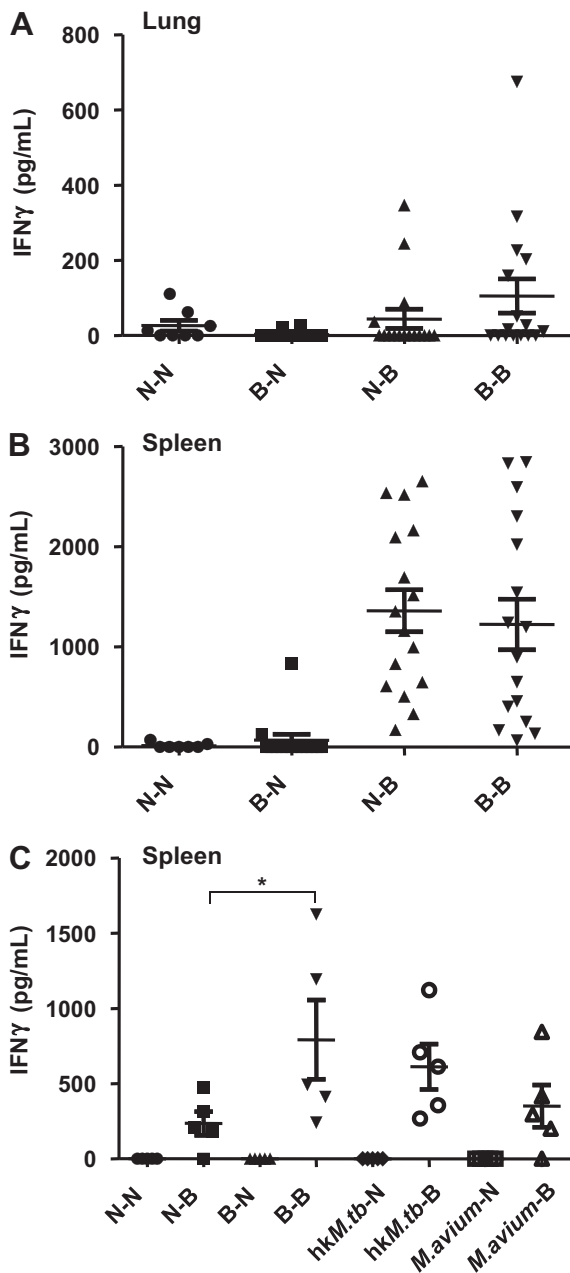 A Lung
800
600
400
200
0
IFNγ (pg/mL)
N-N B-N N-B B-B
B Spleen
3000
2000
1000
0
IFNγ (pg/mL)
N-N B-N N-B B-B
C Spleen
2000
1500
1000
500
0
IFNγ (pg/mL)
*
N-N N-B B-N B-B hkM.tb-N hkM.tb-B M.avium-N M.avium-B